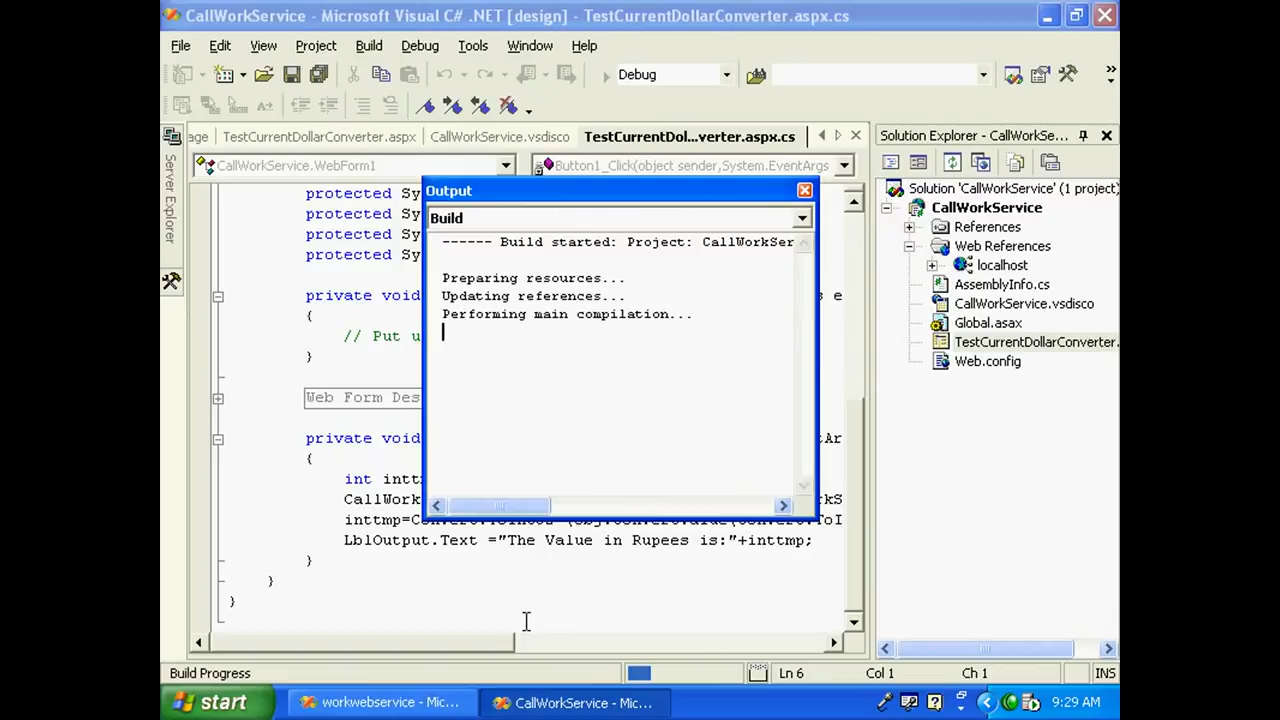 CallWorkService - Microsoft Visual C# .NET [design] - TestCurrentDollarConverter.aspx.cs
File Edit View Project Build Debug Tools Window Help
Debug
age TestCurrentDollarConverter.aspx CallWorkService.vsdisco TestCurrentDol...verter.aspx.cs
Solution Explorer - CallWorkSe...
CallWorkService.WebForm1 Button1_Click(object sender,System.EventArgs
Server Explorer
Solution 'CallWorkService' (1 project)
CallWorkService
References
Web References
localhost
AssemblyInfo.cs
CallWorkService.vsdisco
Global.asax
TestCurrentDollarConverter.
Web.config
Output
Build
------ Build started: Project: CallWorkSer
Preparing resources...
Updating references...
Performing main compilation...
protected Sy
protected Sy
protected Sy
protected Sy
private void s e
{
// Put u
}
Web Form Des
private void tAr
{
int intt
CallWork rkS
LblOutput.Text ="The Value in Rupees is:"+inttmp;
}
}
}
Build Progress Ln 6 Col 1 Ch 1 INS
start workwebservice - Mic... CallWorkService - Mic... 9:29 AM